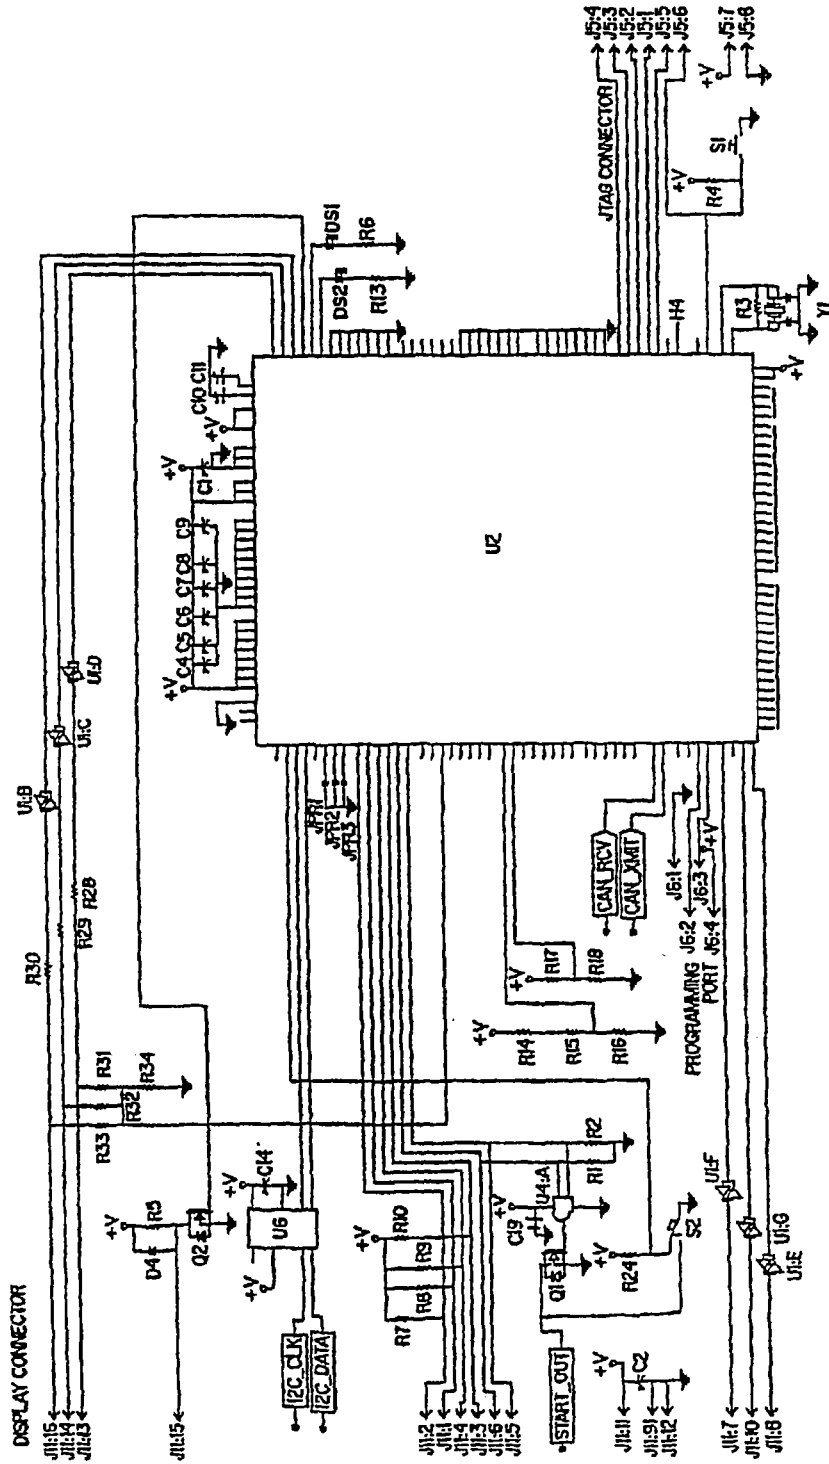 DISPLAY CONNECTOR
J11:16
J11:14
J11:13
J11:15
R30
R29
R28
U1:B
U1:C
U1:D
R33
R32
R31
R34
+V
D4
R5
Q2
+V
C14
U6
+V
I2C_CLK
I2C_DATA
+V
C4
C5
C6
C7
C8
C9
+V
C1
+V
C10
C11
DS1
R6
DS2
R13
U2
JPR1
JPR2
JPR3
J11:2
J11:1
J11:4
J11:3
J11:6
J11:5
+V
R10
R9
R8
R7
R2
R1
U4:A
+V
C19
Q1
START_OUT
+V
R24
S2
J11:11
J11:9
J11:12
+V
C2
+V
R14
R15
R16
+V
R17
R18
CAN_RCV
CAN_XMIT
PROGRAMMING
PORT
J6:1
J6:2
J6:3
J6:4
+V
U1:F
U1:G
U1:E
J11:7
J11:10
J11:8
JTAG CONNECTOR
J5:4
J5:3
J5:2
J5:1
J5:5
J5:6
J5:7
J5:8
+V
S1
+V
R4
H4
R3
Y1
+V